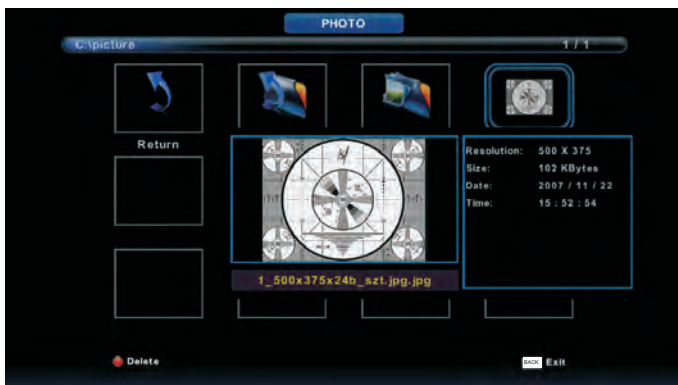 PHOTO
C:\picture 1 / 1
Return
Resolution: 500 X 375
Size: 102 KBytes
Date: 2007 / 11 / 22
Time: 15 : 52 : 54
1_500x375x24b_szt.jpg.jpg
Delete
BACK Exit